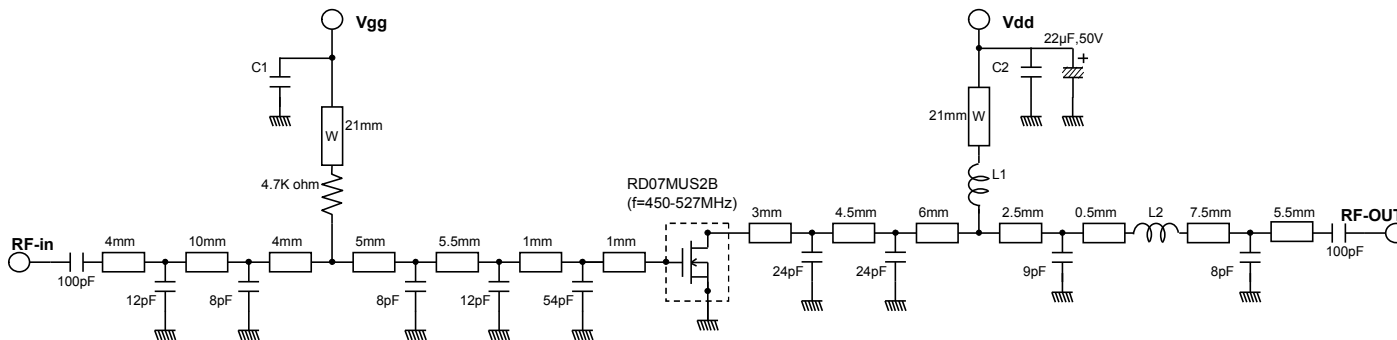 Vgg
Vdd
22µF,50V
C1
C2
+
W
21mm
21mm
W
4.7K ohm
L1
RD07MUS2B
(f=450-527MHz)
RF-in
4mm
10mm
4mm
5mm
5.5mm
1mm
1mm
3mm
4.5mm
6mm
2.5mm
0.5mm
L2
7.5mm
5.5mm
RF-OUT
100pF
12pF
8pF
8pF
12pF
54pF
24pF
24pF
9pF
8pF
100pF